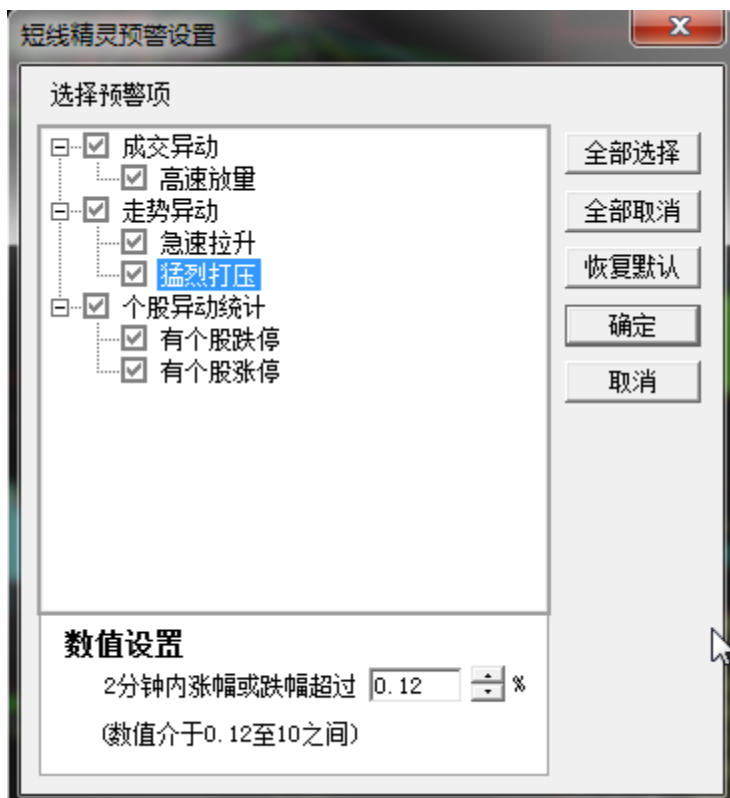 短线精灵预警设置
选择预警项
成交异动
高速放量
走势异动
急速拉升
猛烈打压
个股异动统计
有个股跌停
有个股涨停
全部选择
全部取消
恢复默认
确定
取消
数值设置
2分钟内涨幅或跌幅超过 0.12 %
(数值介于0.12至10之间)